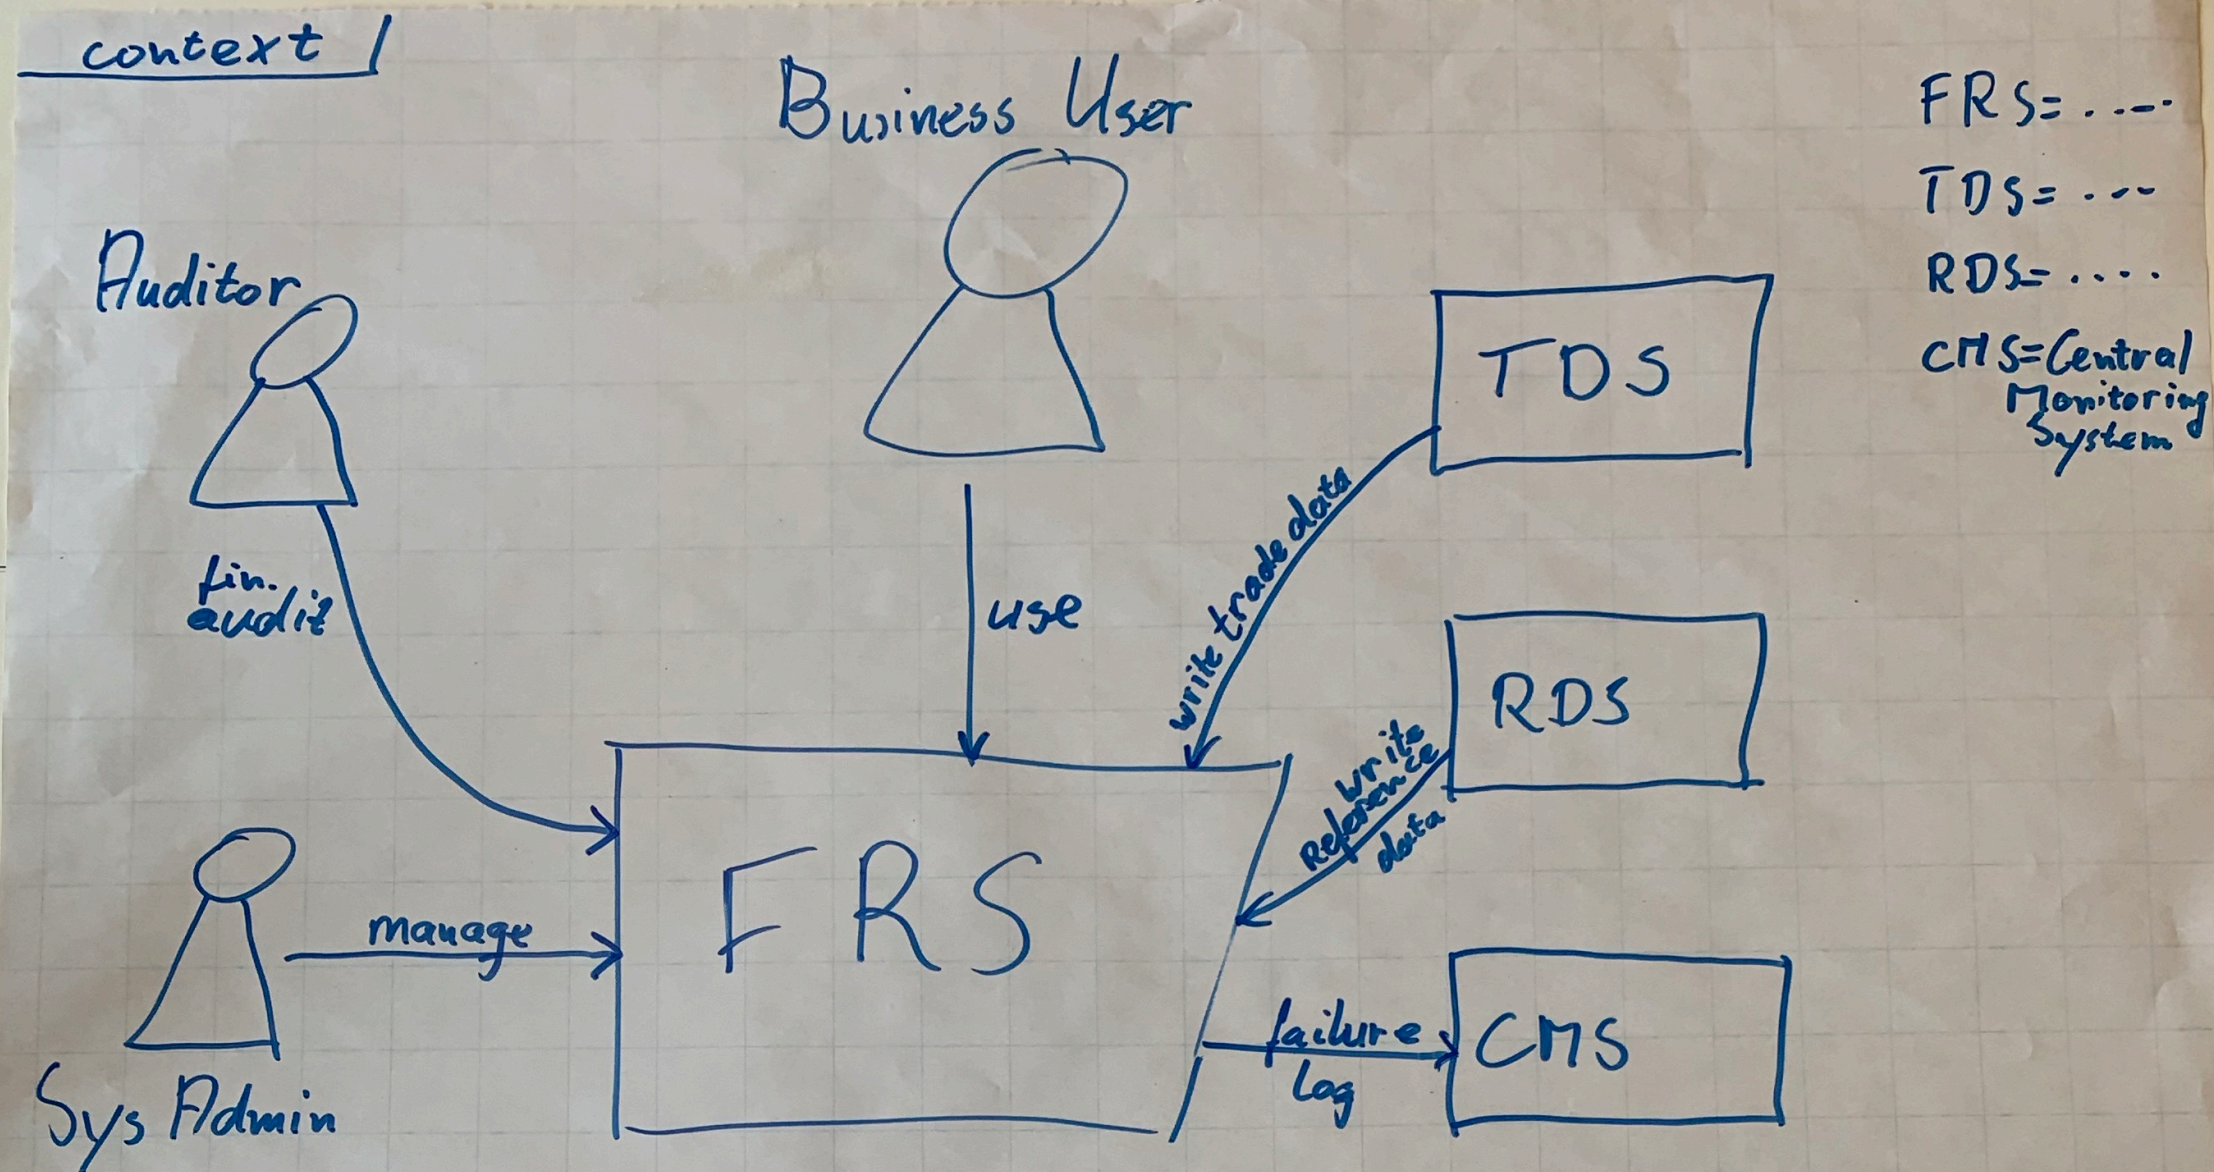 context
Business User
Auditor
fin.
audit
use
write trade data
write
Reference
data
manage
failure
log
Sys Admin
FRS
TDS
RDS
CMS
FRS= .....
TDS= ....
RDS= ....
CMS=Central
Monitoring
System